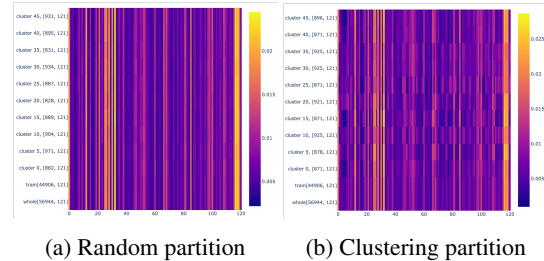 cluster 45, [931, 121]
cluster 40, [895, 121]
cluster 35, [831, 121]
cluster 30, [934, 121]
cluster 25, [887, 121]
cluster 20, [828, 121]
cluster 15, [889, 121]
cluster 10, [904, 121]
cluster 5, [971, 121]
cluster 0, [882, 121]
train[44906, 121]
whole[56944, 121]
0 20 40 60 80 100 120
0.02
0.015
0.01
0.005
(a) Random partition
cluster 45, [896, 121]
cluster 40, [871, 121]
cluster 35, [925, 121]
cluster 30, [925, 121]
cluster 25, [871, 121]
cluster 20, [921, 121]
cluster 15, [871, 121]
cluster 10, [925, 121]
cluster 5, [878, 121]
cluster 0, [871, 121]
train[44906, 121]
whole[56944, 121]
0 20 40 60 80 100 120
0.025
0.02
0.015
0.01
0.005
(b) Clustering partition